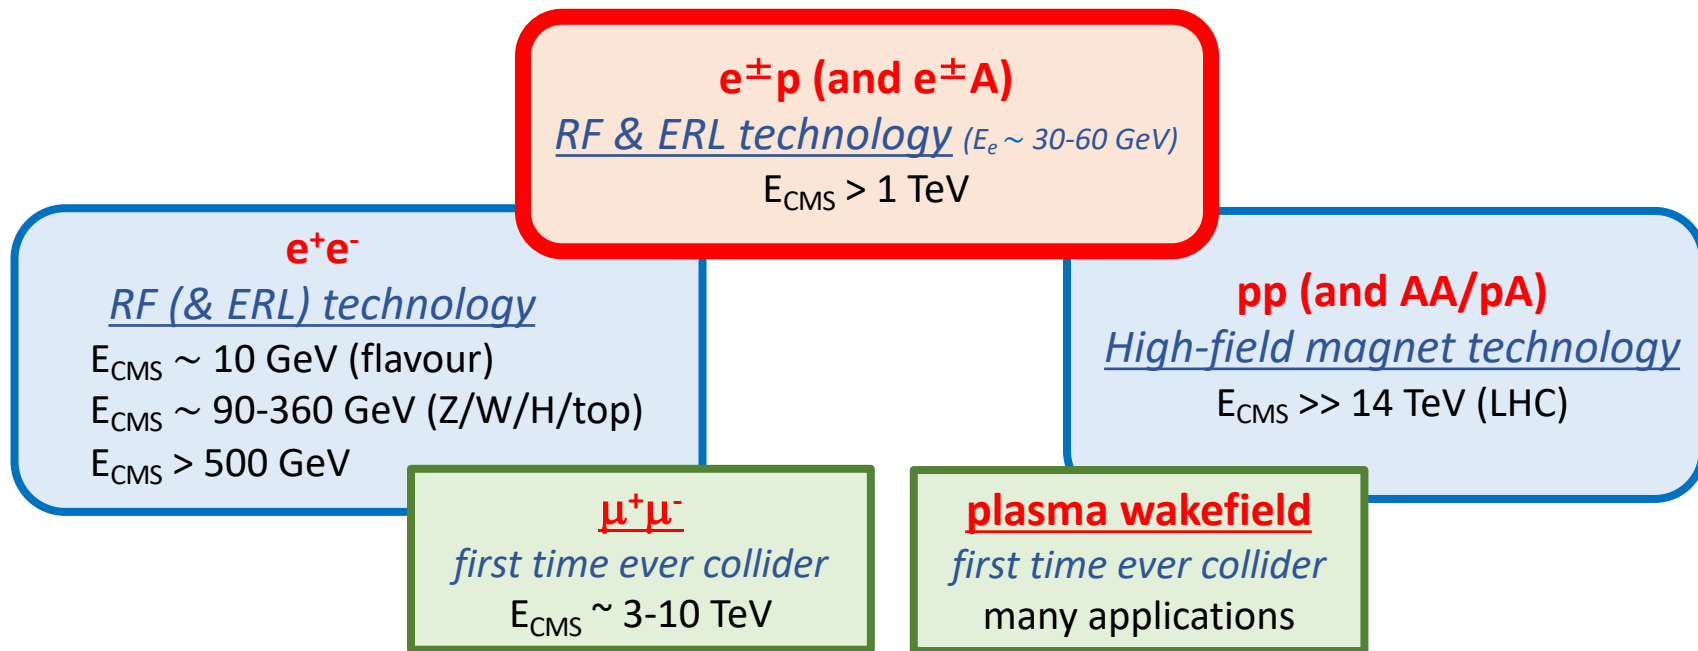 e±p (and e±A)
RF & ERL technology (Ee ~ 30-60 GeV)
ECMS > 1 TeV
e+e-
RF (& ERL) technology
ECMS ~ 10 GeV (flavour)
ECMS ~ 90-360 GeV (Z/W/H/top)
ECMS > 500 GeV
pp (and AA/pA)
High-field magnet technology
ECMS >> 14 TeV (LHC)
μ+μ-
first time ever collider
ECMS ~ 3-10 TeV
plasma wakefield
first time ever collider
many applications